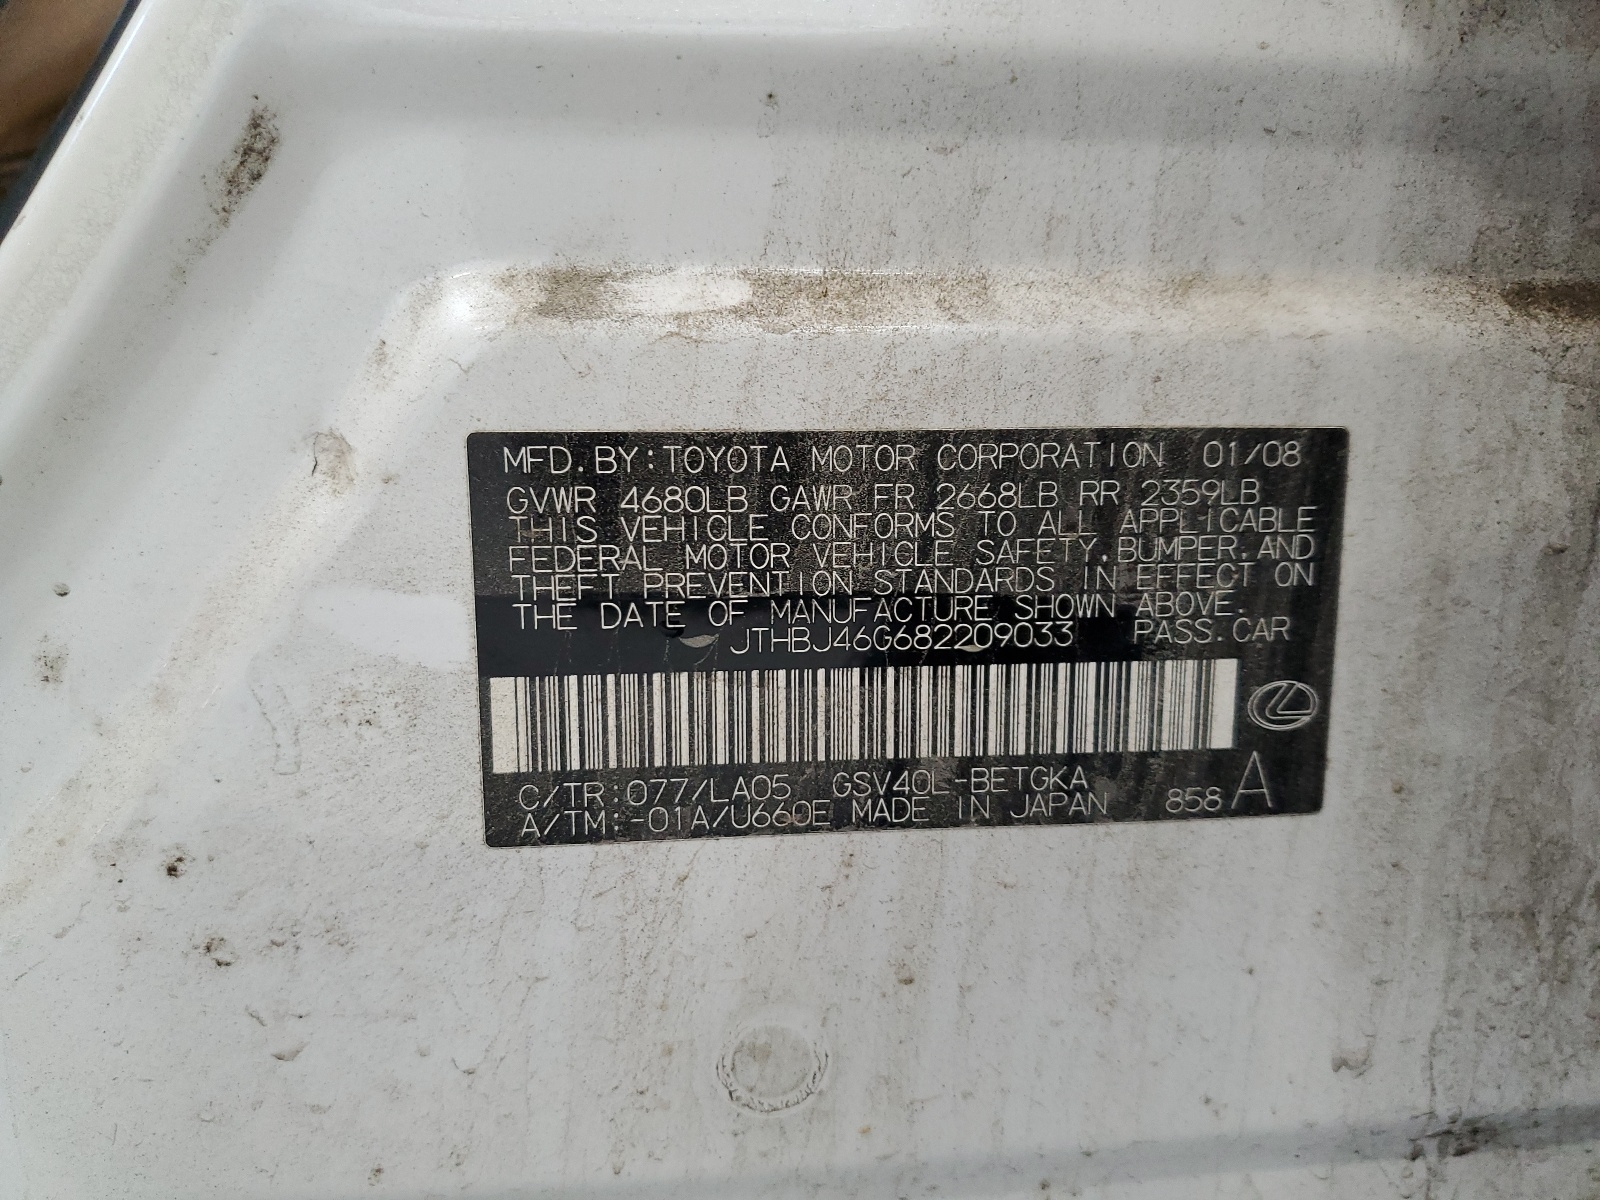 MFD. BY: TOYOTA MOTOR CORPORATION 01/08
GVWR 4680LB GAWR FR 2668LB RR 2359LB
THIS VEHICLE CONFORMS TO ALL APPLICABLE
FEDERAL MOTOR VEHICLE SAFETY, BUMPER, AND
THEFT PREVENTION STANDARDS IN EFFECT ON
THE DATE OF MANUFACTURE SHOWN ABOVE.
JTHBJ46G682209033 PASS. CAR
C/TR: 077/LA05 GSV40L-BETGKA
A/TM: -01A/U660E MADE IN JAPAN 858 A